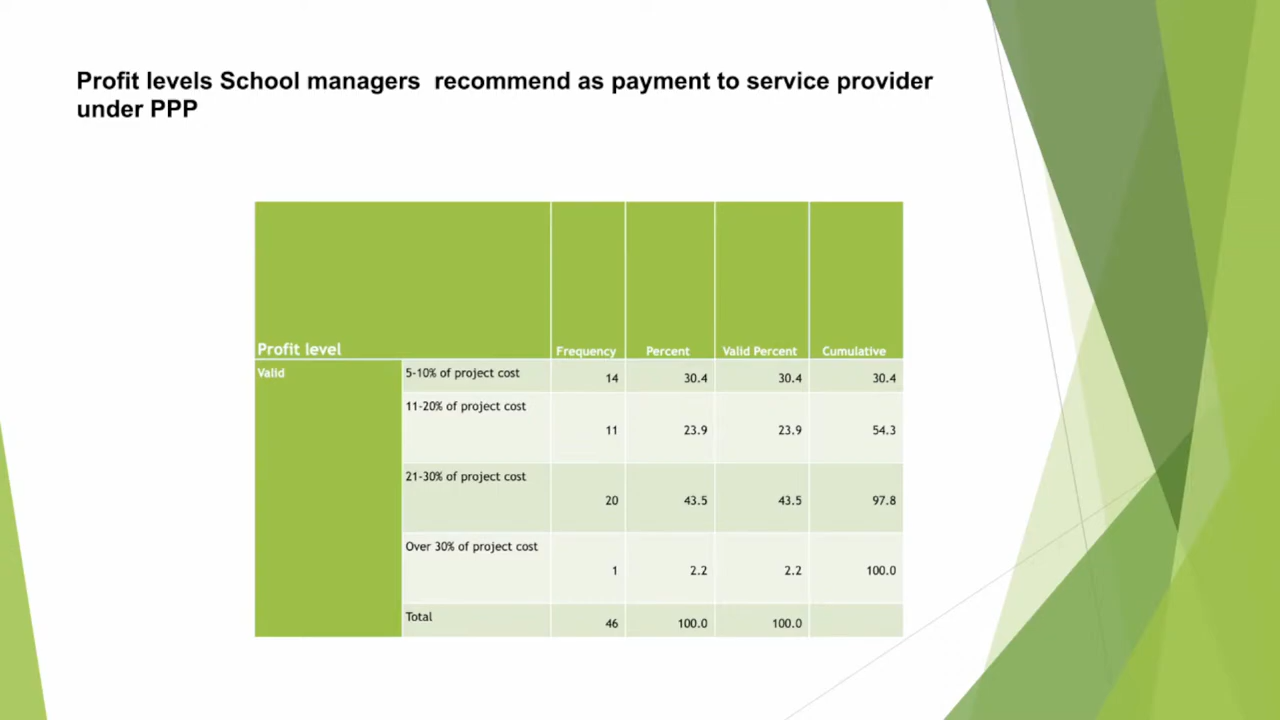 Profit levels School managers  recommend as payment to service provider
under PPP
Profit level Frequency Percent Valid Percent Cumulative
Valid 5-10% of project cost 14 30.4 30.4 30.4
11-20% of project cost 11 23.9 23.9 54.3
21-30% of project cost 20 43.5 43.5 97.8
Over 30% of project cost 1 2.2 2.2 100.0
Total 46 100.0 100.0